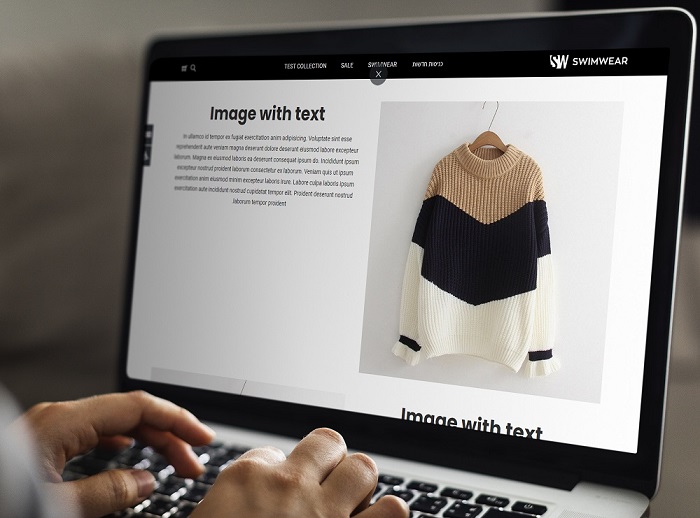 TEST COLLECTION SALE SWIMWEAR
SW SWIMWEAR
X
Image with text
In ullamco id tempor ex fugiat exercitation anim adipisicing. Voluptate sint esse
reprehenderit aute veniam magna deserunt dolore deserunt eiusmod labore excepteur
laborum. Magna ex eiusmod laboris ea deserunt consequat ipsum do. Incididunt ipsum
excepteur nostrud proident laborum consectetur ex laborum. Veniam quis ut ipsum
exercitation anim eiusmod minim excepteur laboris irure. Labore culpa laboris ipsum
exercitation aute incididunt nostrud cupidatat tempor elit. Proident deserunt nostrud
laborum tempor proident
Image with text